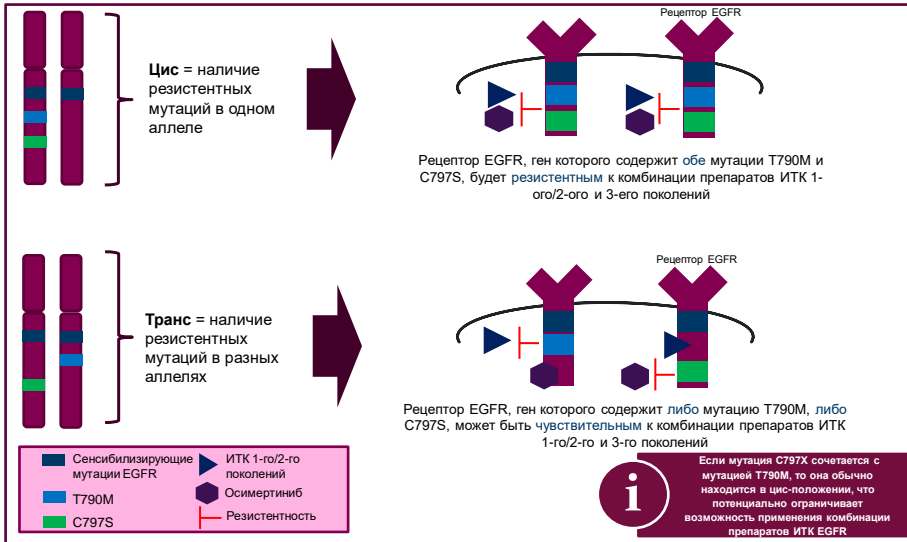 Рецептор EGFR
Цис = наличие
резистентных
мутаций в одном
аллеле
Рецептор EGFR, ген которого содержит обе мутации T790M и
C797S, будет резистентным к комбинации препаратов ИТК 1-
ого/2-ого и 3-его поколений
Рецептор EGFR
Транс = наличие
резистентных
мутаций в разных
аллелях
Рецептор EGFR, ген которого содержит либо мутацию T790M, либо
C797S, может быть чувствительным к комбинации препаратов ИТК
1-го/2-го и 3-го поколений
Сенсибилизирующие
мутации EGFR
T790M
C797S
ИТК 1-го/2-го
поколений
Осимертиниб
Резистентность
i
Если мутация C797X сочетается с
мутацией T790M, то она обычно
находится в цис-положении, что
потенциально ограничивает
возможность применения комбинации
препаратов ИТК EGFR